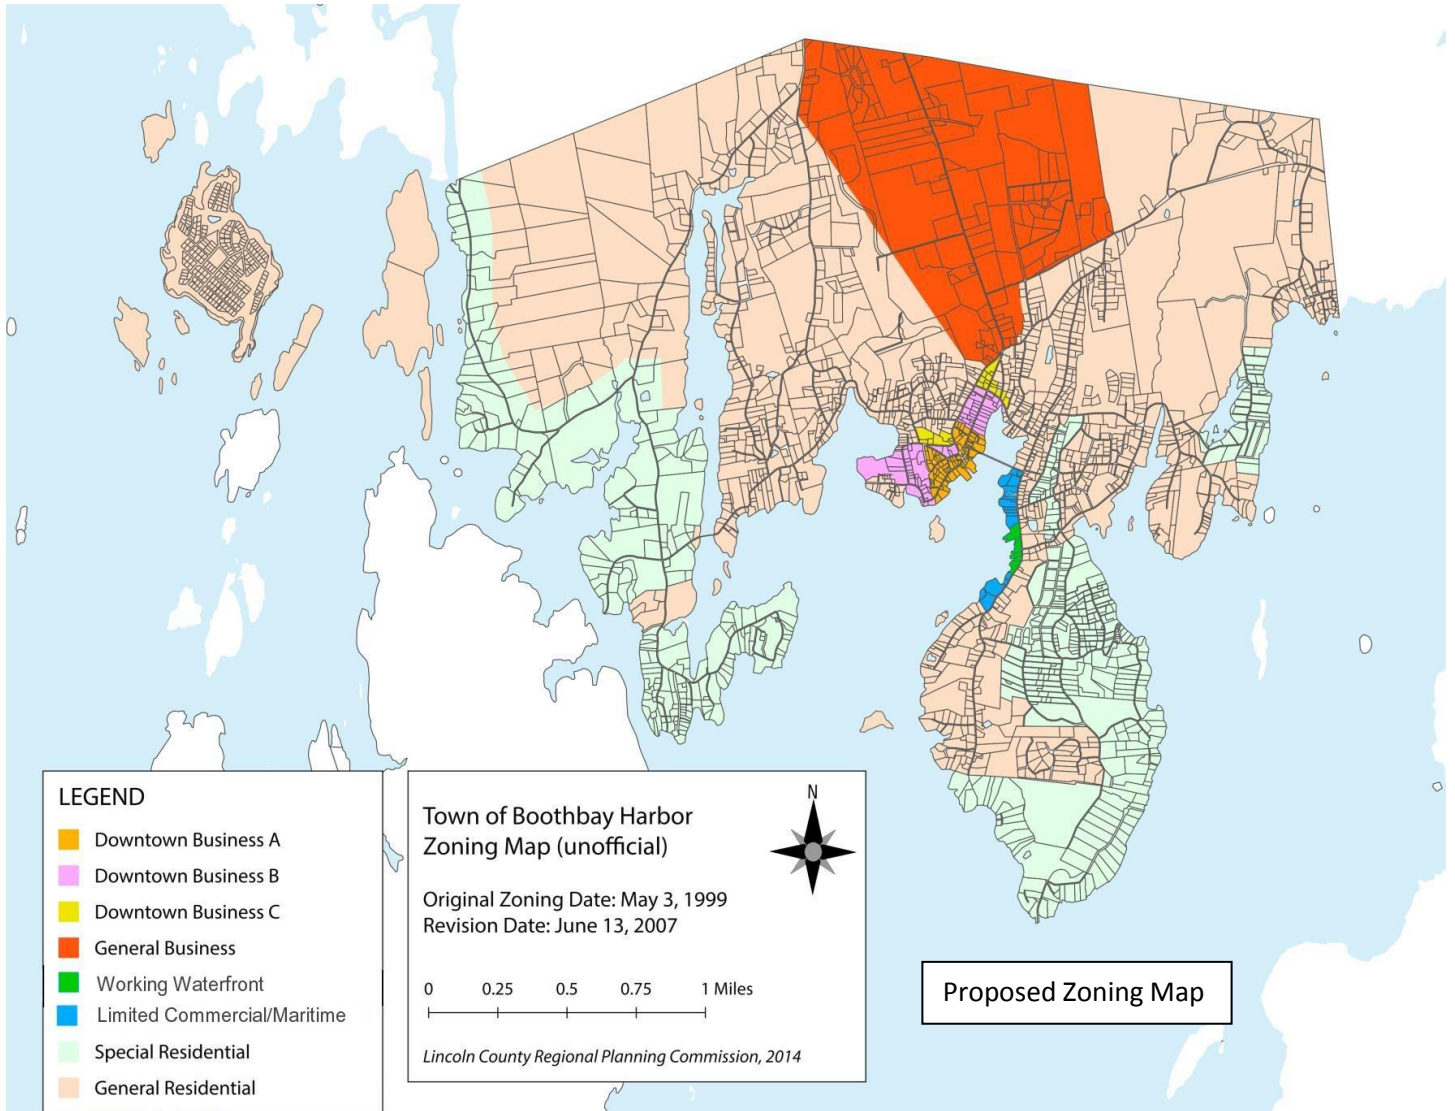 LEGEND
Downtown Business A
Downtown Business B
Downtown Business C
General Business
Working Waterfront
Limited Commercial/Maritime
Special Residential
General Residential
Town of Boothbay Harbor
Zoning Map (unofficial)
N
Original Zoning Date: May 3, 1999
Revision Date: June 13, 2007
0 0.25 0.5 0.75 1 Miles
Lincoln County Regional Planning Commission, 2014
Proposed Zoning Map